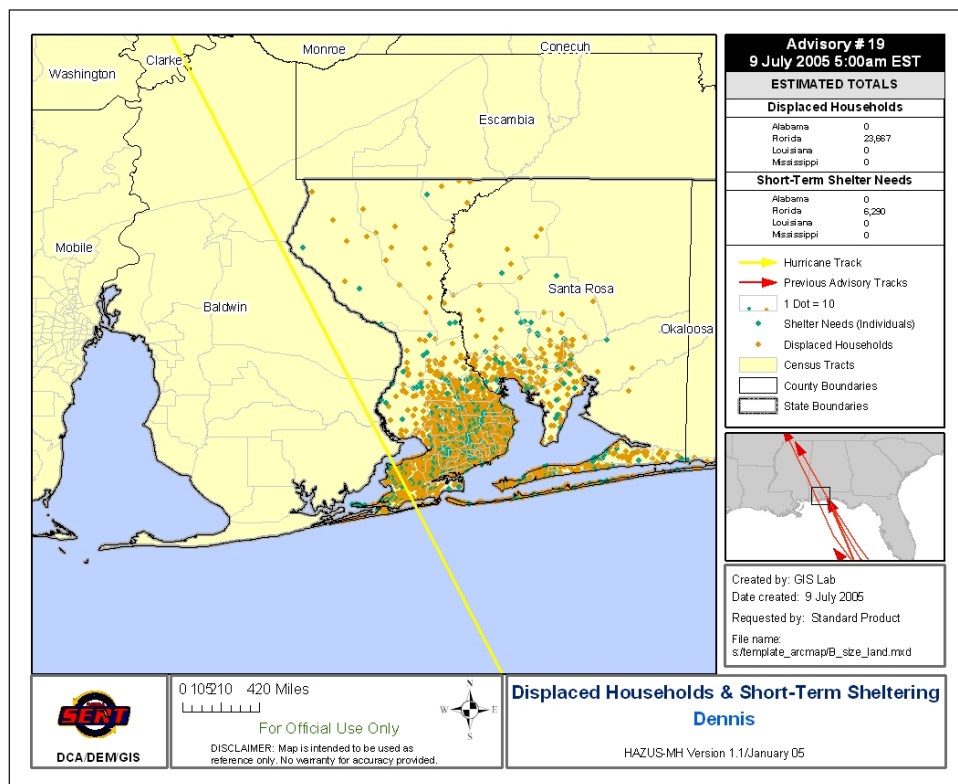 Monroe
Conecuh
Clarke
Washington
Escambia
Mobile
Baldwin
Santa Rosa
Okaloosa
Advisory # 19
9 July 2005 5:00am EST
ESTIMATED TOTALS
Displaced Households
Alabama 0
Florida 23,667
Louisiana 0
Mississippi 0
Short-Term Shelter Needs
Alabama 0
Florida 6,290
Louisiana 0
Mississippi 0
Hurricane Track
Previous Advisory Tracks
1 Dot = 10
Shelter Needs (Individuals)
Displaced Households
Census Tracts
County Boundaries
State Boundaries
Created by: GIS Lab
Date created: 9 July 2005
Requested by: Standard Product
File name:
s:/template_arcmap/B_size_land.mxd
SERT
DCA/DEM/GIS
0 105210 420 Miles
For Official Use Only
DISCLAIMER: Map is intended to be used as
reference only. No warranty for accuracy provided.
N
W E
S
Displaced Households & Short-Term Sheltering
Dennis
HAZUS-MH Version 1.1/January 05